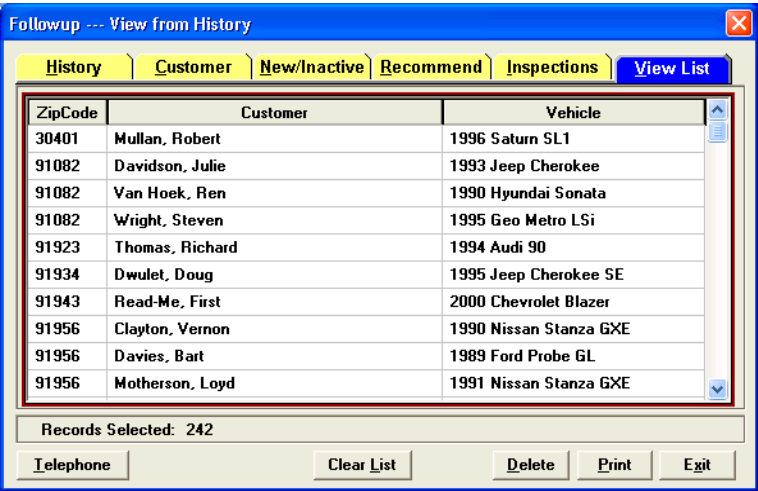 Followup --- View from History
History Customer New/Inactive Recommend Inspections View List
ZipCode Customer Vehicle
30401 Mullan, Robert 1996 Saturn SL1
91082 Davidson, Julie 1993 Jeep Cherokee
91082 Van Hoek, Ren 1990 Hyundai Sonata
91082 Wright, Steven 1995 Geo Metro LSi
91923 Thomas, Richard 1994 Audi 90
91934 Dwulet, Doug 1995 Jeep Cherokee SE
91943 Read-Me, First 2000 Chevrolet Blazer
91956 Clayton, Vernon 1990 Nissan Stanza GXE
91956 Davies, Bart 1989 Ford Probe GL
91956 Motherson, Loyd 1991 Nissan Stanza GXE
Records Selected: 242
Telephone Clear List Delete Print Exit